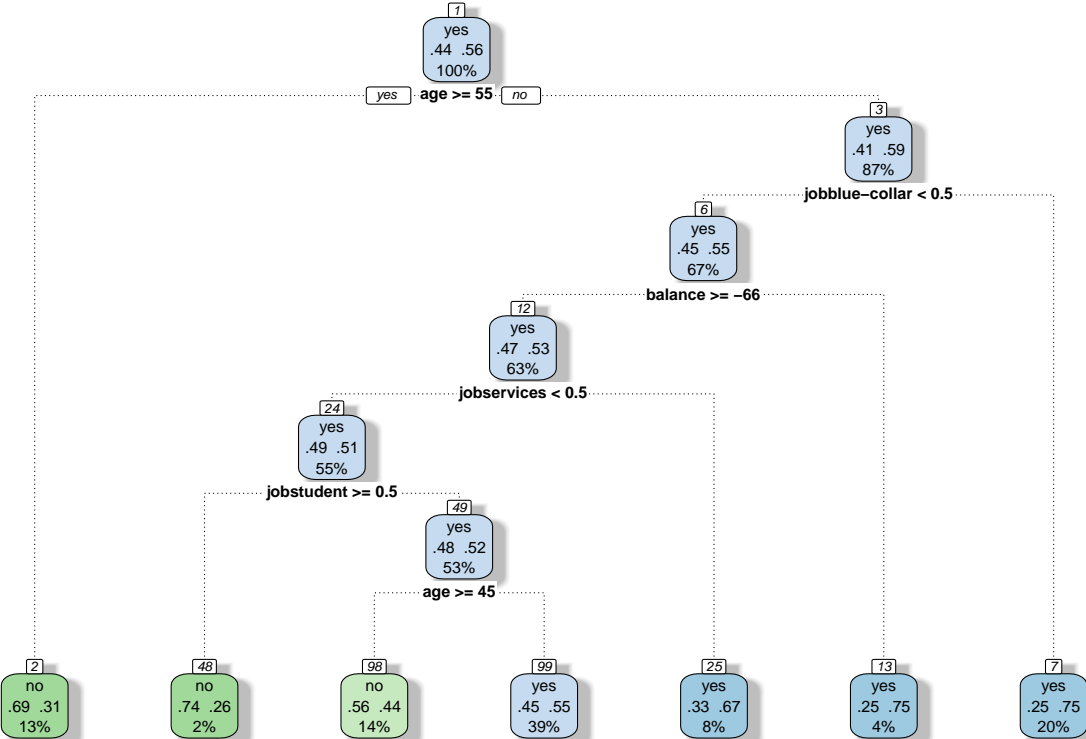 1
yes
.44 .56
100%
yes age >= 55 no
3
yes
.41 .59
87%
jobblue−collar < 0.5
6
yes
.45 .55
67%
balance >= −66
12
yes
.47 .53
63%
jobservices < 0.5
24
yes
.49 .51
55%
jobstudent >= 0.5
49
yes
.48 .52
53%
age >= 45
2
no
.69 .31
13%
48
no
.74 .26
2%
98
no
.56 .44
14%
99
yes
.45 .55
39%
25
yes
.33 .67
8%
13
yes
.25 .75
4%
7
yes
.25 .75
20%